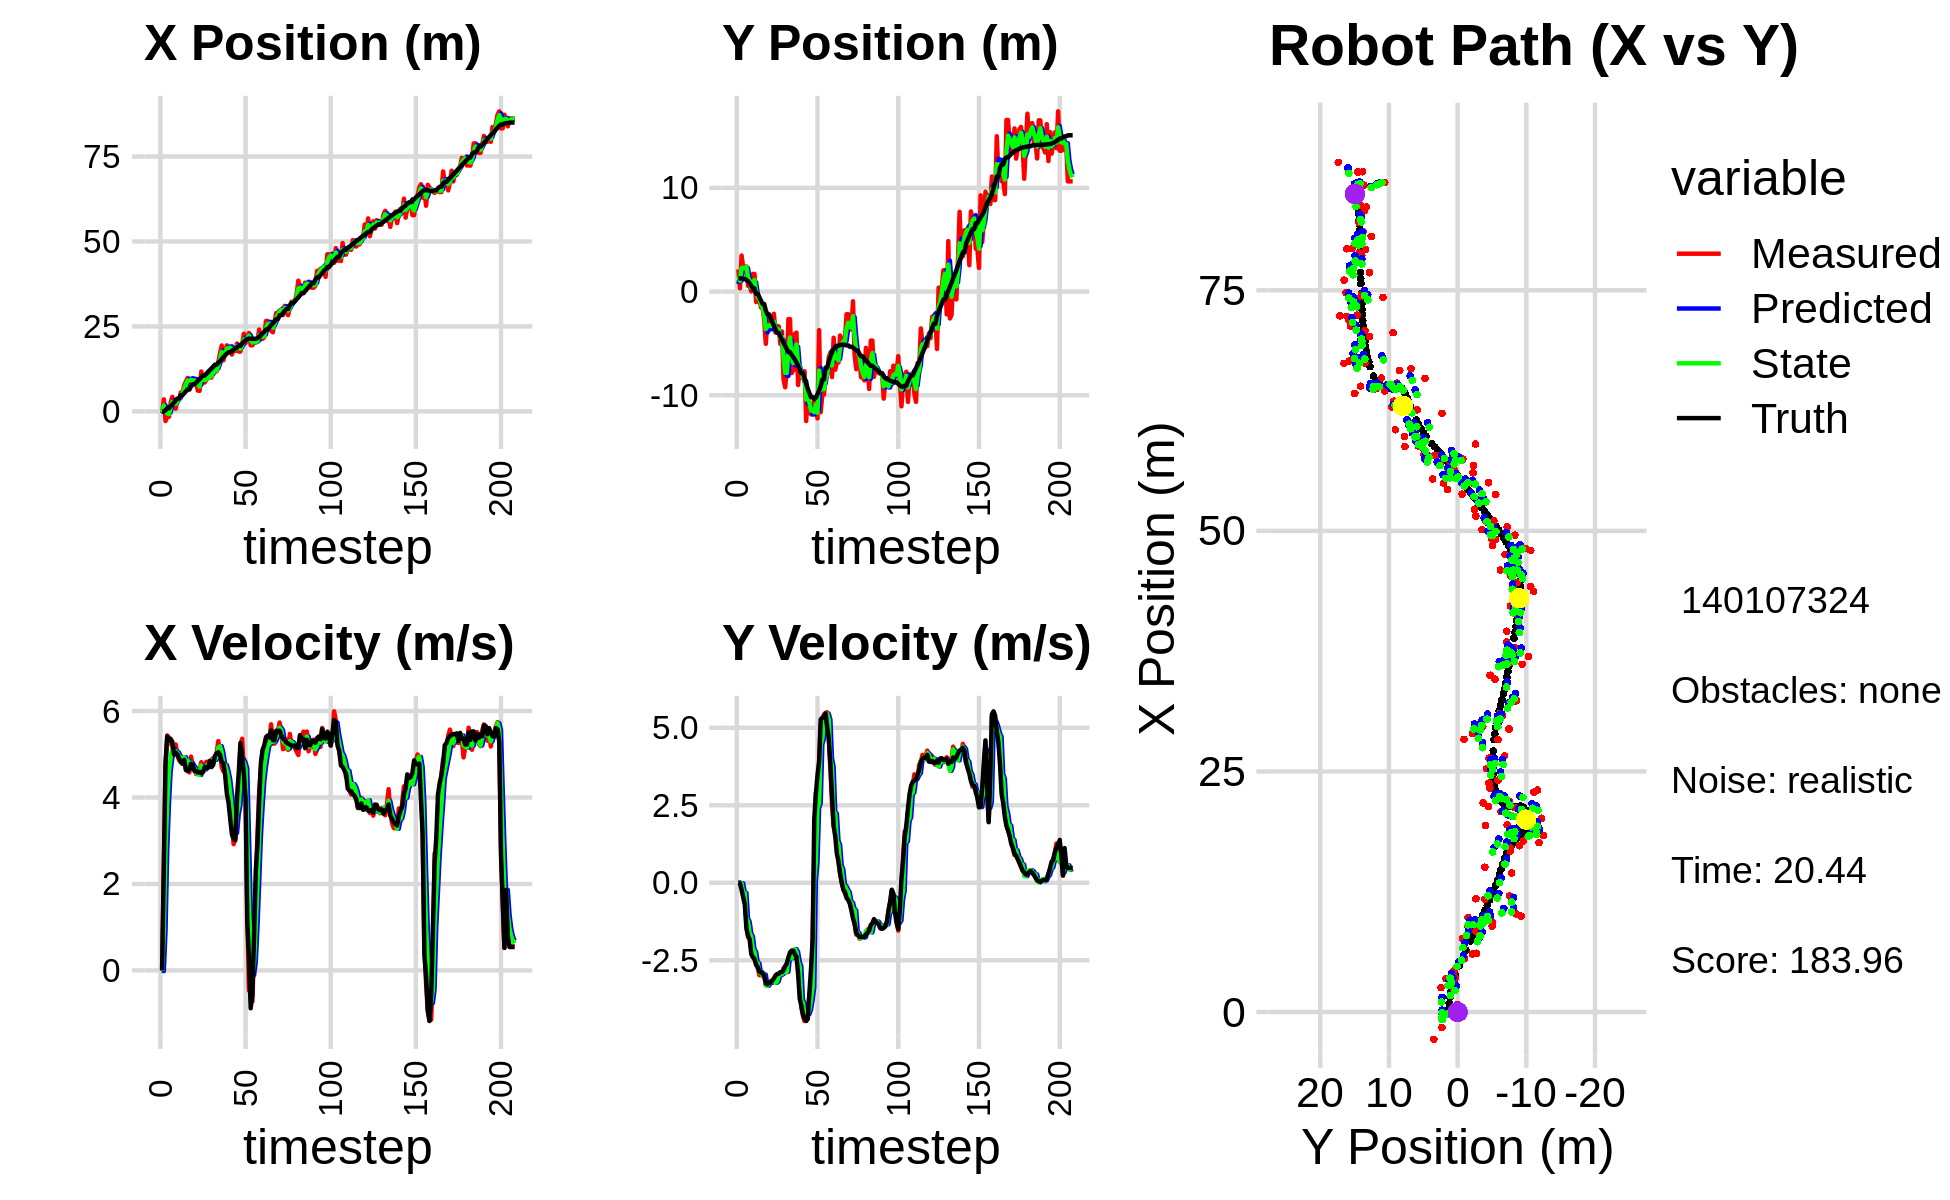 X Position (m)
75
50
25
0
0
50
100
150
200
timestep
Y Position (m)
10
0
-10
0
50
100
150
200
timestep
X Velocity (m/s)
6
4
2
0
0
50
100
150
200
timestep
Y Velocity (m/s)
5.0
2.5
0.0
-2.5
0
50
100
150
200
timestep
Robot Path (X vs Y)
X Position (m)
75
50
25
0
20 10 0 -10 -20
Y Position (m)
variable
Measured
Predicted
State
Truth
140107324
Obstacles: none
Noise: realistic
Time: 20.44
Score: 183.96